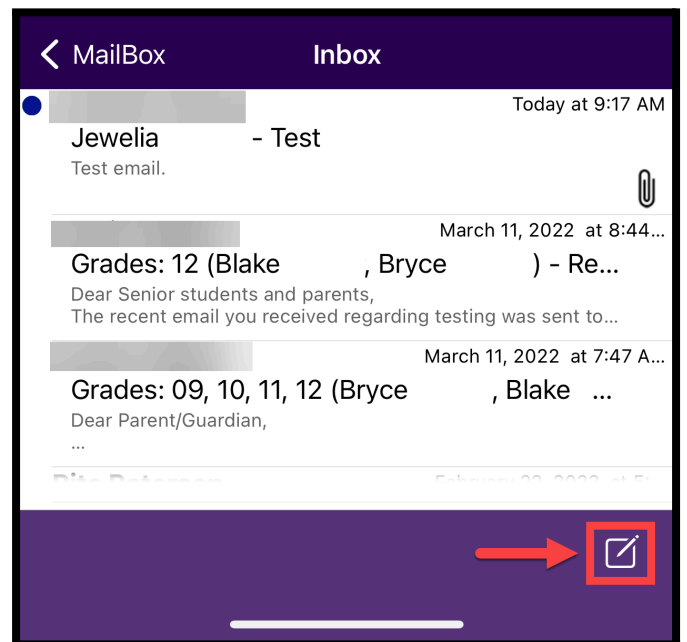 MailBox Inbox
Today at 9:17 AM
Jewelia - Test
Test email.
March 11, 2022 at 8:44...
Grades: 12 (Blake , Bryce ) - Re...
Dear Senior students and parents,
The recent email you received regarding testing was sent to...
March 11, 2022 at 7:47 A...
Grades: 09, 10, 11, 12 (Bryce , Blake ...
Dear Parent/Guardian,
...